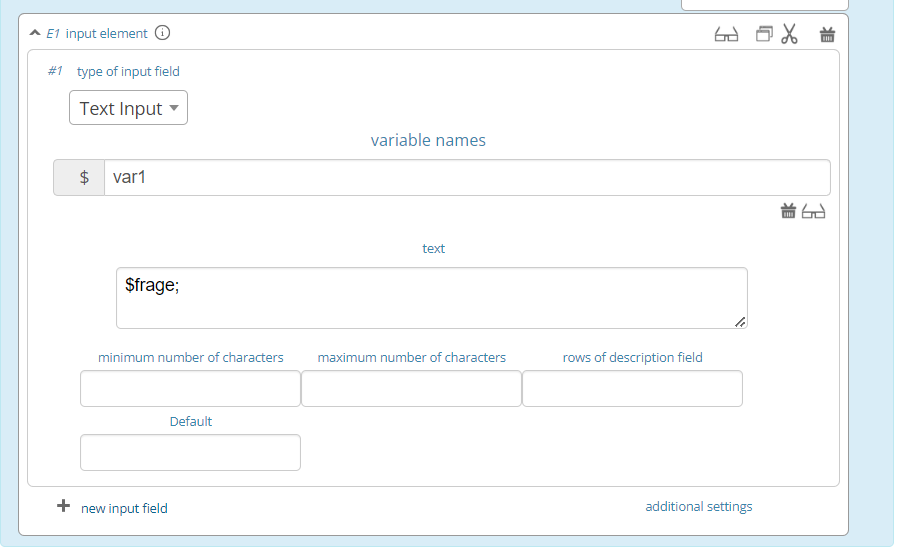 E1 input element
#1 type of input field
Text Input
variable names
$ var1
text
$frage;
minimum number of characters maximum number of characters rows of description field
Default
new input field additional settings